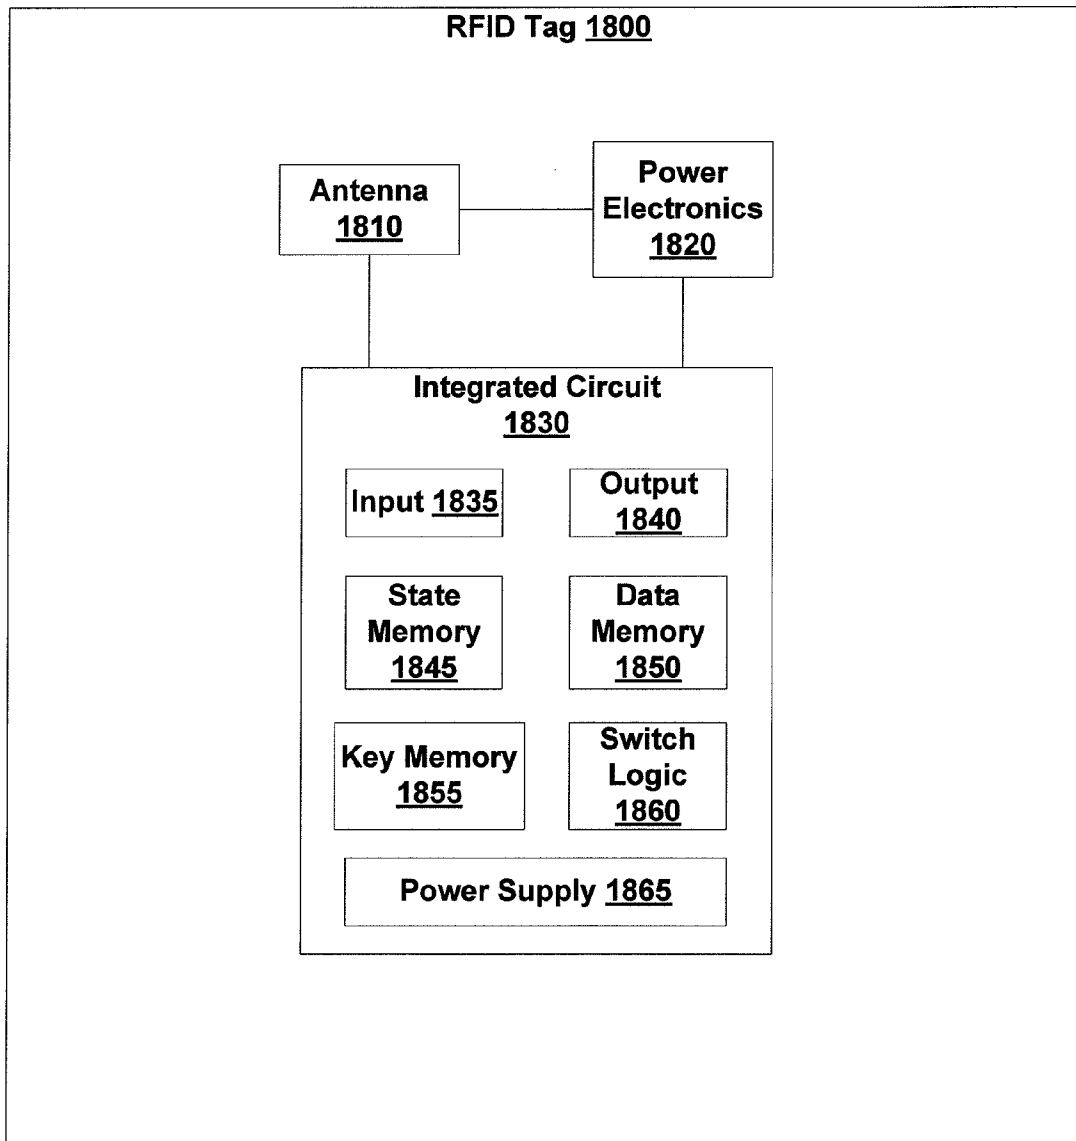 RFID Tag 1800
Antenna
1810
Power
Electronics
1820
Integrated Circuit
1830
Input 1835
Output
1840
State
Memory
1845
Data
Memory
1850
Key Memory
1855
Switch
Logic
1860
Power Supply 1865